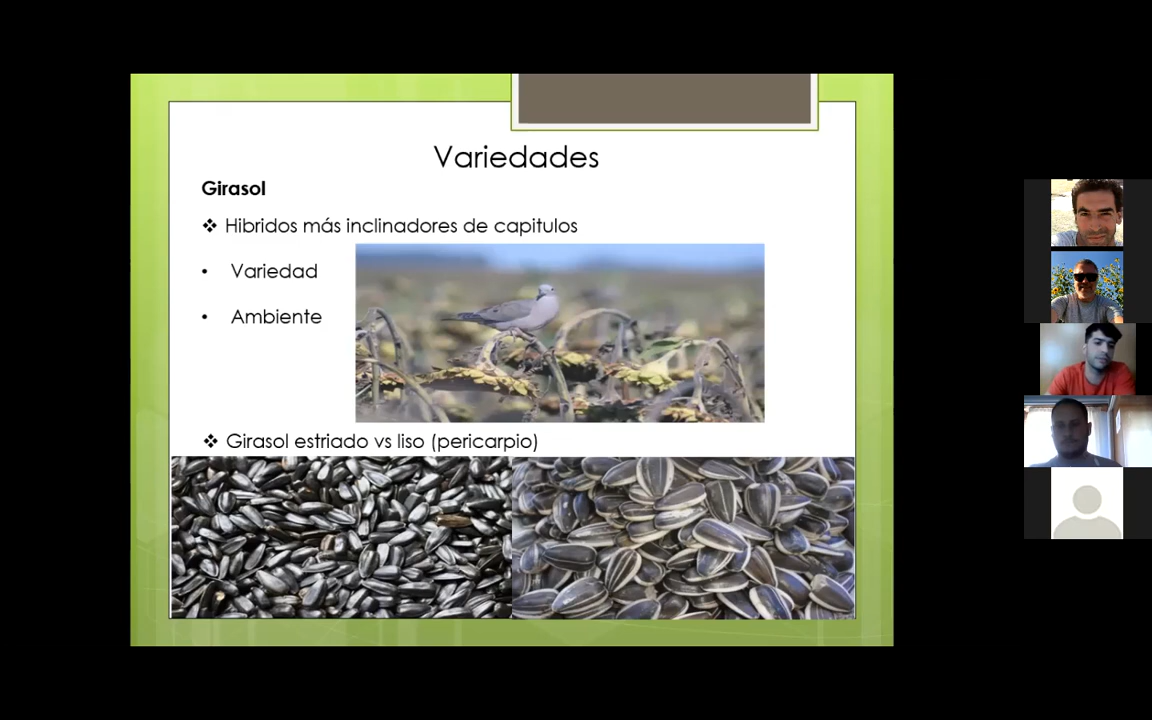 Variedades
Girasol
❖ Hibridos más inclinadores de capitulos
• Variedad
• Ambiente
❖ Girasol estriado vs liso (pericarpio)